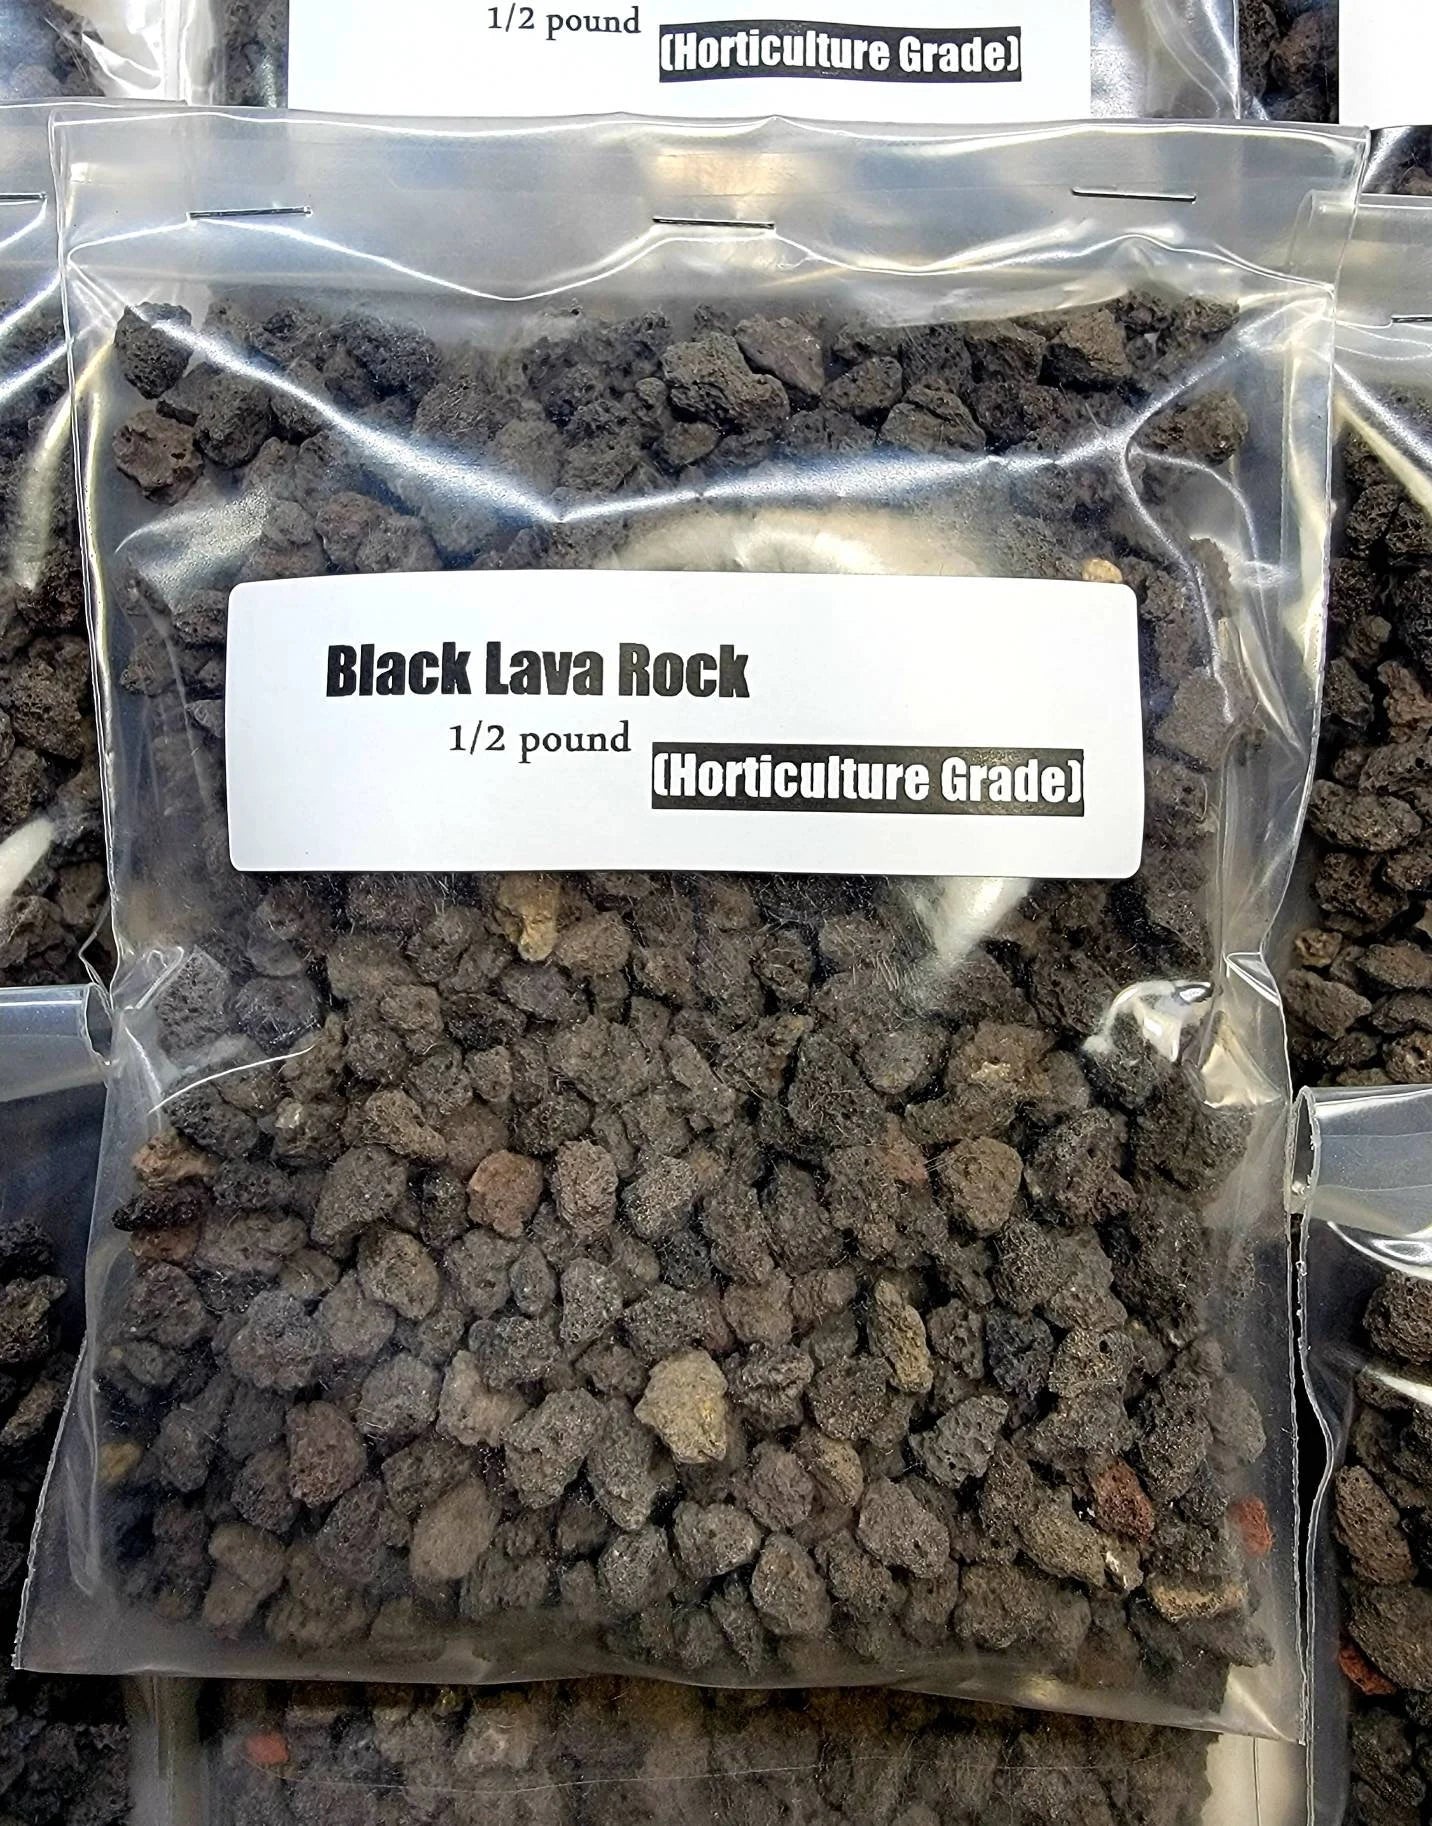 1/2 pound
(Horticulture Grade)
Black Lava Rock
1/2 pound
(Horticulture Grade)